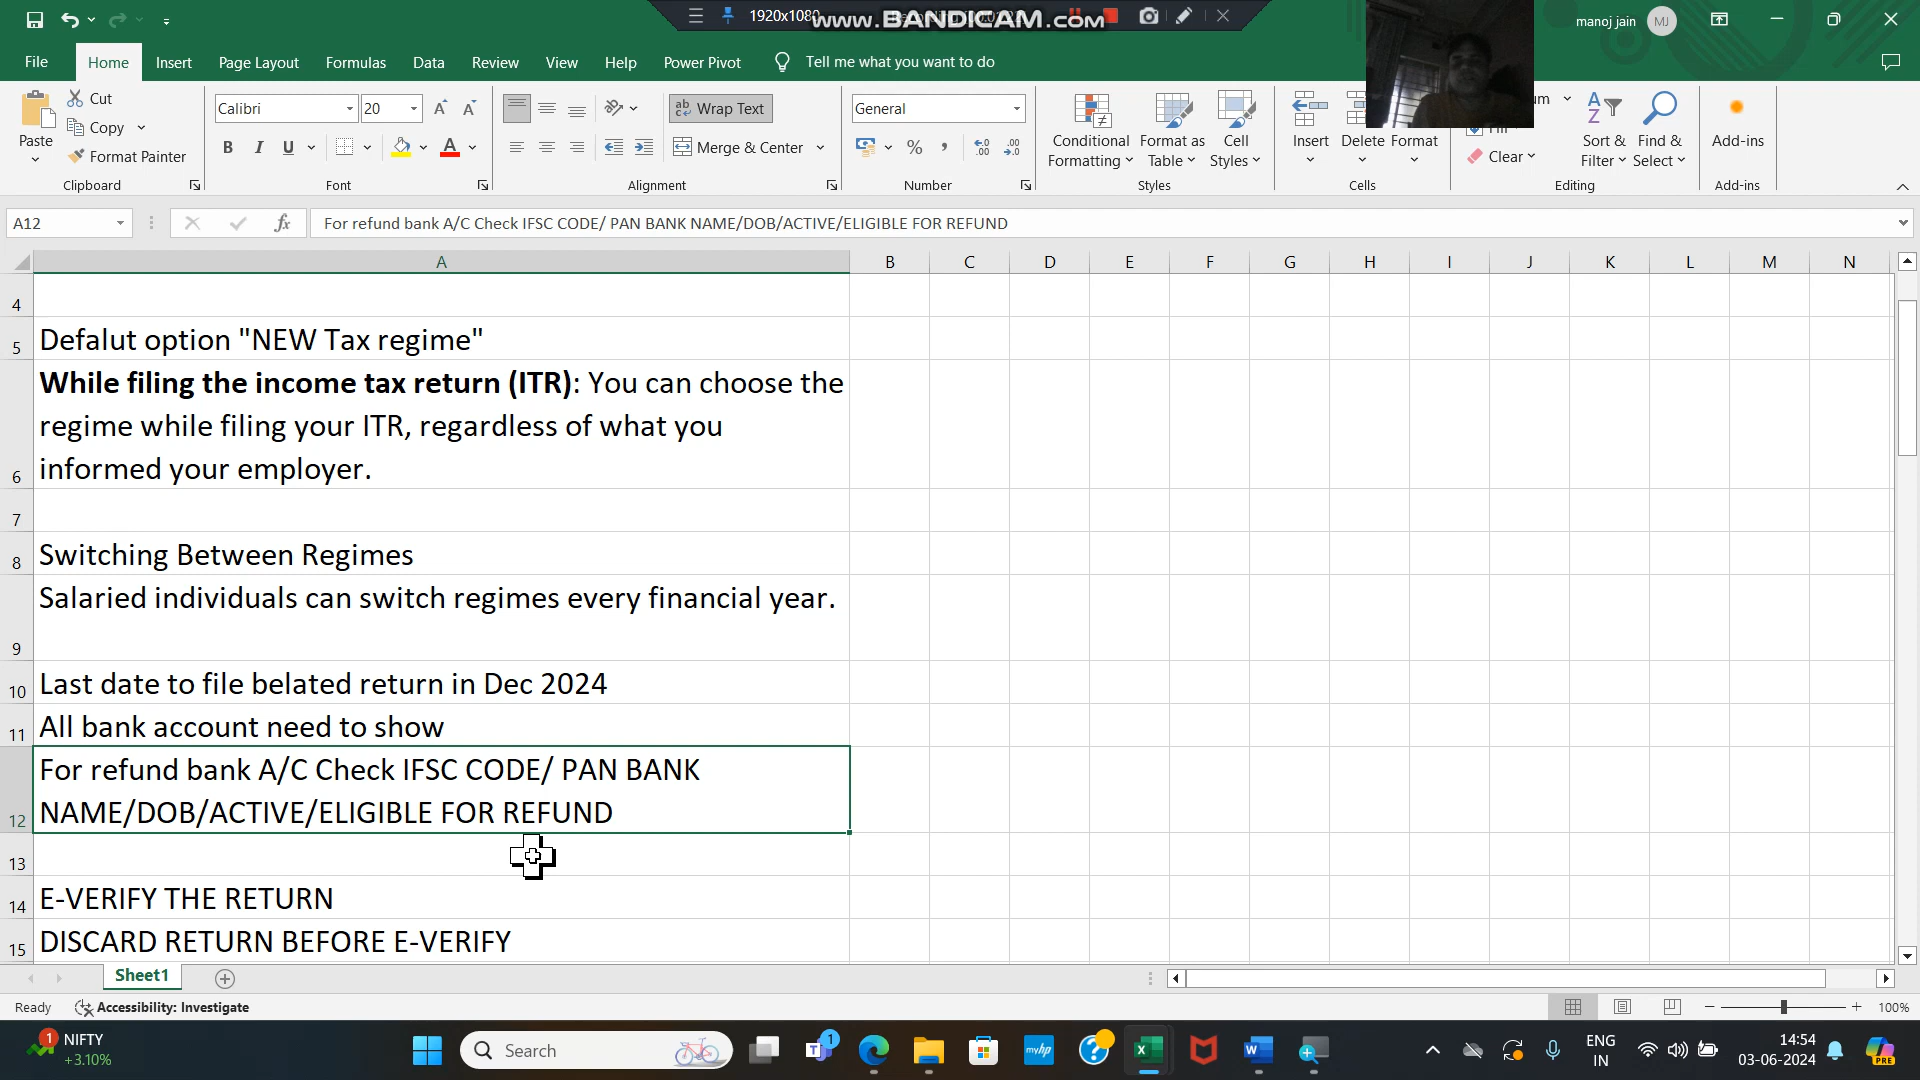 1920x1080
www.BANDICAM.com
manoj jain
MJ
File
Home
Insert
Page Layout
Formulas
Data
Review
View
Help
Power Pivot
Tell me what you want to do
Paste
Cut
Copy
Format Painter
Clipboard
Calibri
20
B I U
Font
Wrap Text
Merge & Center
Alignment
General
Number
Conditional Formatting
Format as Table
Cell Styles
Styles
Insert
Delete
Format
Cells
Clear
Sort & Filter
Find & Select
Editing
Add-ins
Add-ins
A12
fx
For refund bank A/C Check IFSC CODE/ PAN BANK NAME/DOB/ACTIVE/ELIGIBLE FOR REFUND
A B C D E F G H I J K L M N
4
5 Defalut option "NEW Tax regime"
While filing the income tax return (ITR): You can choose the
regime while filing your ITR, regardless of what you
6 informed your employer.
7
8 Switching Between Regimes
Salaried individuals can switch regimes every financial year.
9
10 Last date to file belated return in Dec 2024
11 All bank account need to show
For refund bank A/C Check IFSC CODE/ PAN BANK
12 NAME/DOB/ACTIVE/ELIGIBLE FOR REFUND
13
14 E-VERIFY THE RETURN
15 DISCARD RETURN BEFORE E-VERIFY
Sheet1
Ready
Accessibility: Investigate
100%
1
NIFTY
+3.10%
Search
1
myhp
ENG
IN
14:54
03-06-2024
PRE